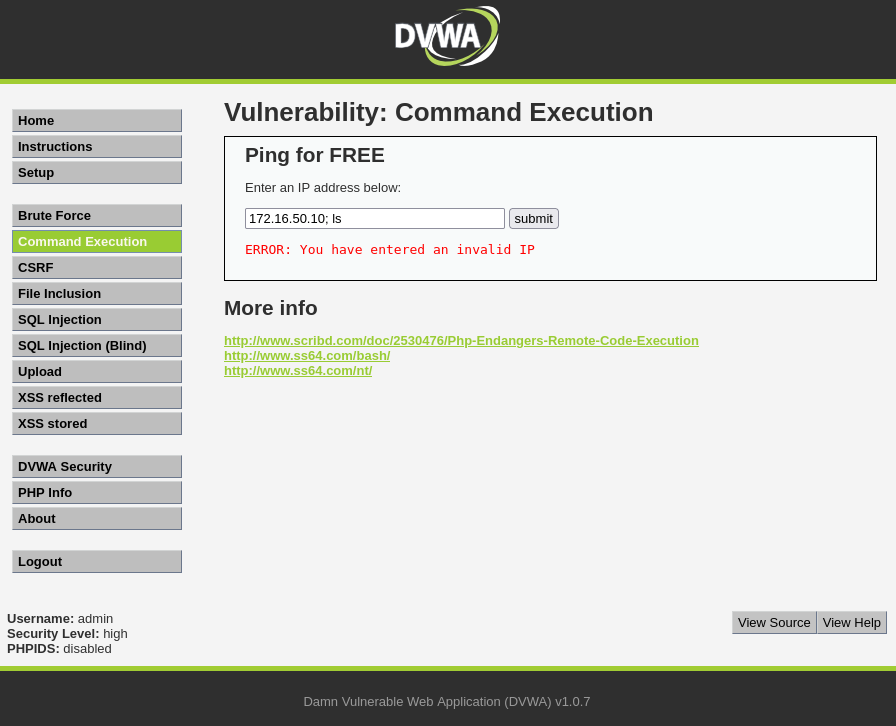 DVWA
Home
Instructions
Setup
Brute Force
Command Execution
CSRF
File Inclusion
SQL Injection
SQL Injection (Blind)
Upload
XSS reflected
XSS stored
DVWA Security
PHP Info
About
Logout
Vulnerability: Command Execution
Ping for FREE
Enter an IP address below:
172.16.50.10; ls submit
ERROR: You have entered an invalid IP
More info
http://www.scribd.com/doc/2530476/Php-Endangers-Remote-Code-Execution
http://www.ss64.com/bash/
http://www.ss64.com/nt/
Username: admin
Security Level: high
PHPIDS: disabled
View Source View Help
Damn Vulnerable Web Application (DVWA) v1.0.7